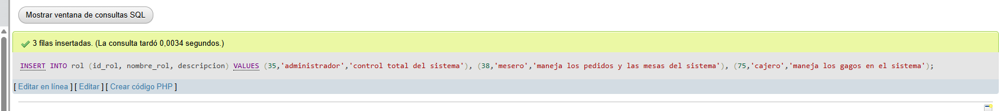 Mostrar ventana de consultas SQL
3 filas insertadas. (La consulta tardó 0,0034 segundos.)
INSERT INTO rol (id_rol, nombre_rol, descripcion) VALUES (35,'administrador','control total del sistema'), (38,'mesero','maneja los pedidos y las mesas del sistema'), (75,'cajero','maneja los gagos en el sistema');
[ Editar en línea ] [ Editar ] [ Crear código PHP ]